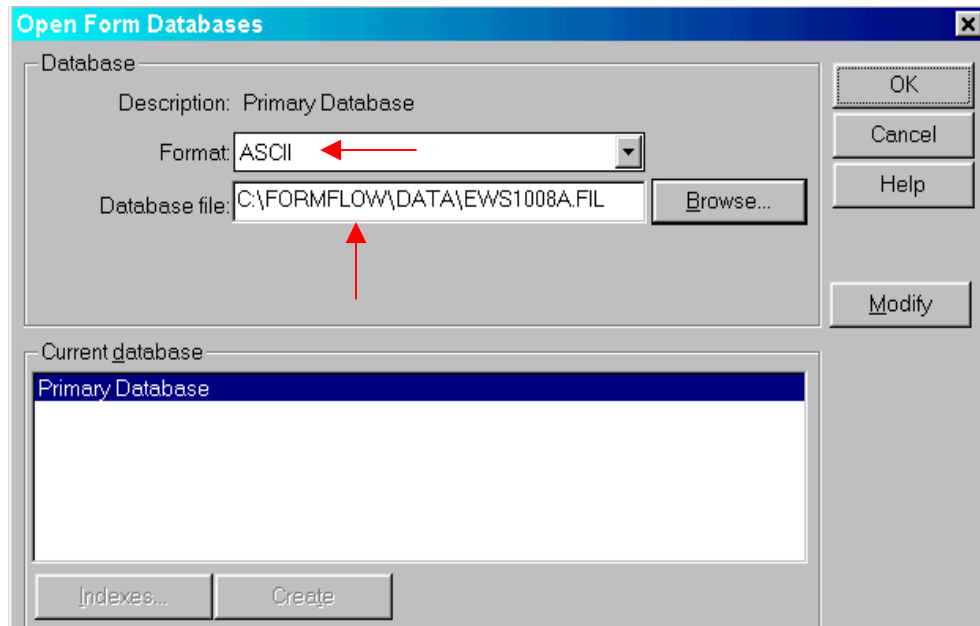 Open Form Databases
Database
Description: Primary Database
Format: ASCII
Database file: C:\FORMFLOW\DATA\EWS1008A.FIL
Browse...
OK
Cancel
Help
Modify
Current database
Primary Database
Indexes...
Create